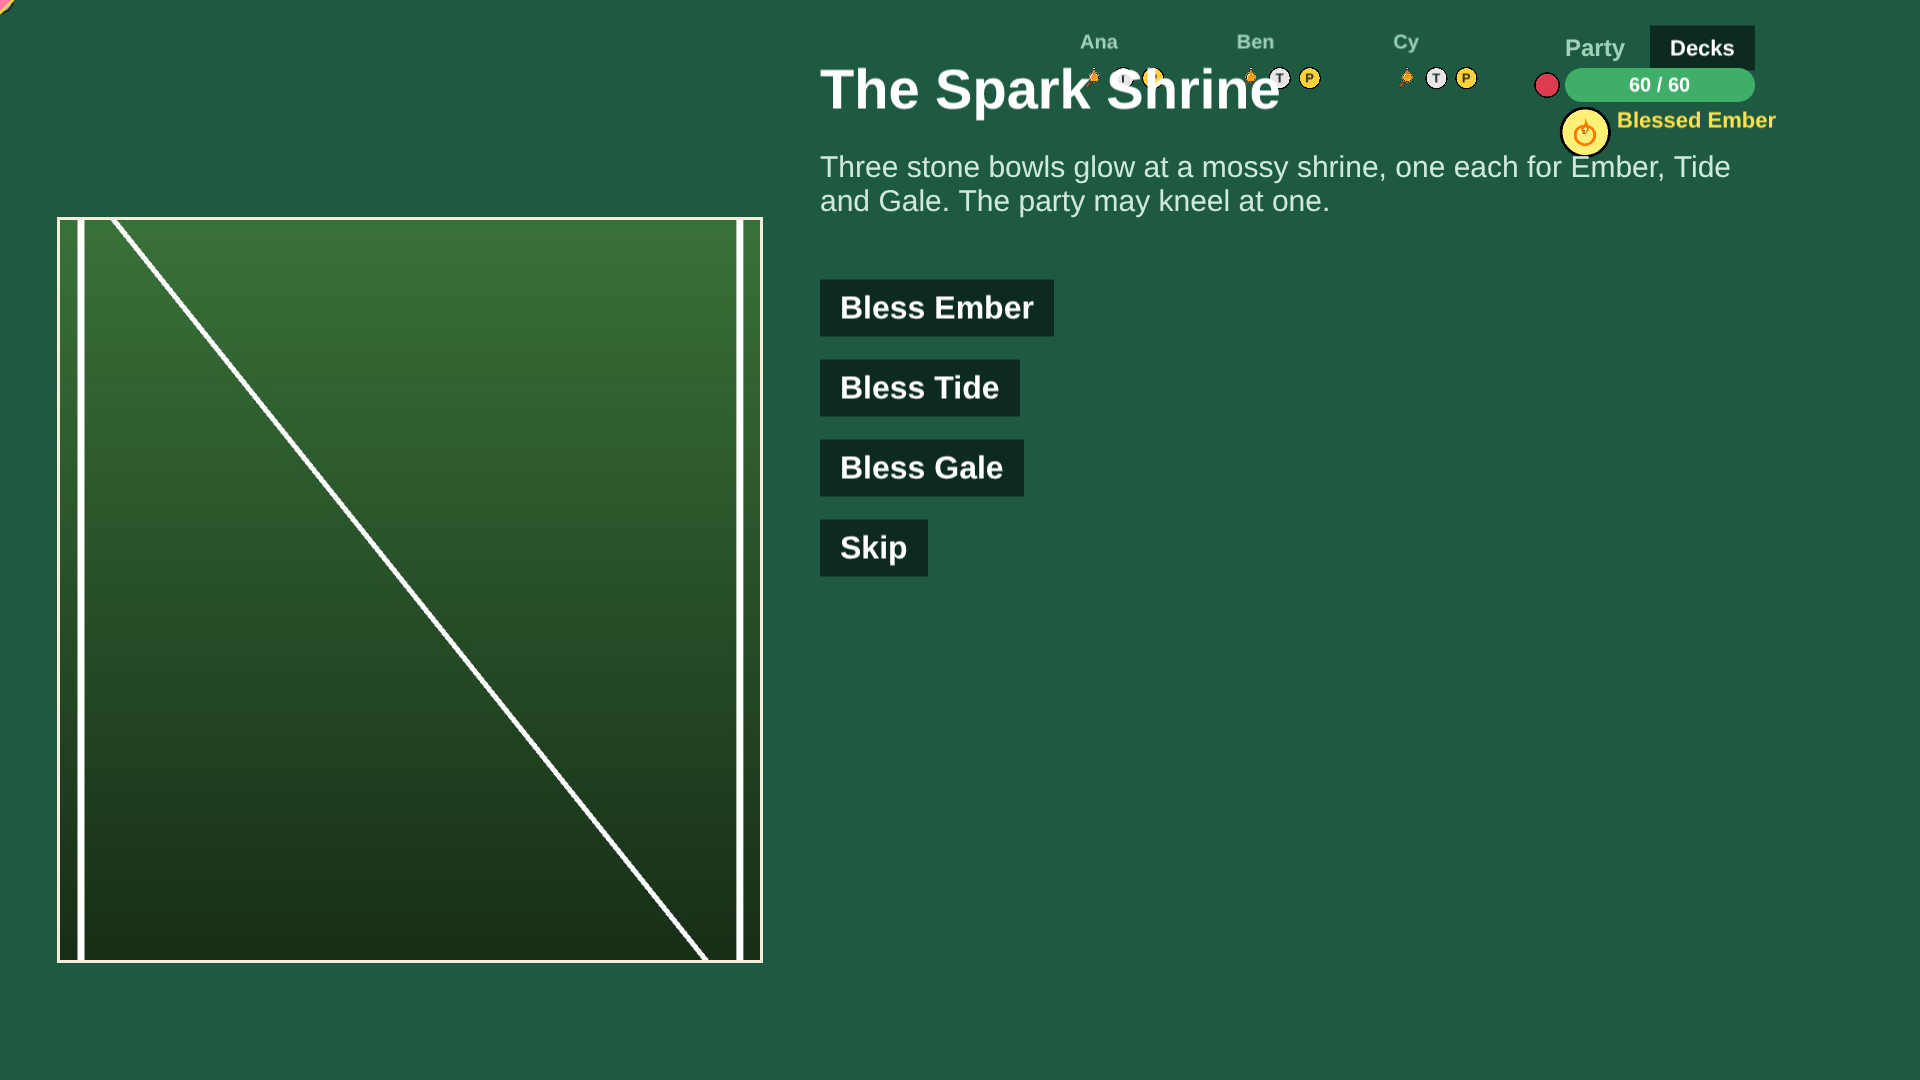 Ana
Ben
Cy
Party
Decks
The Spark Shrine
T P
T P
60 / 60
Blessed Ember
Three stone bowls glow at a mossy shrine, one each for Ember, Tide
and Gale. The party may kneel at one.
Bless Ember
Bless Tide
Bless Gale
Skip